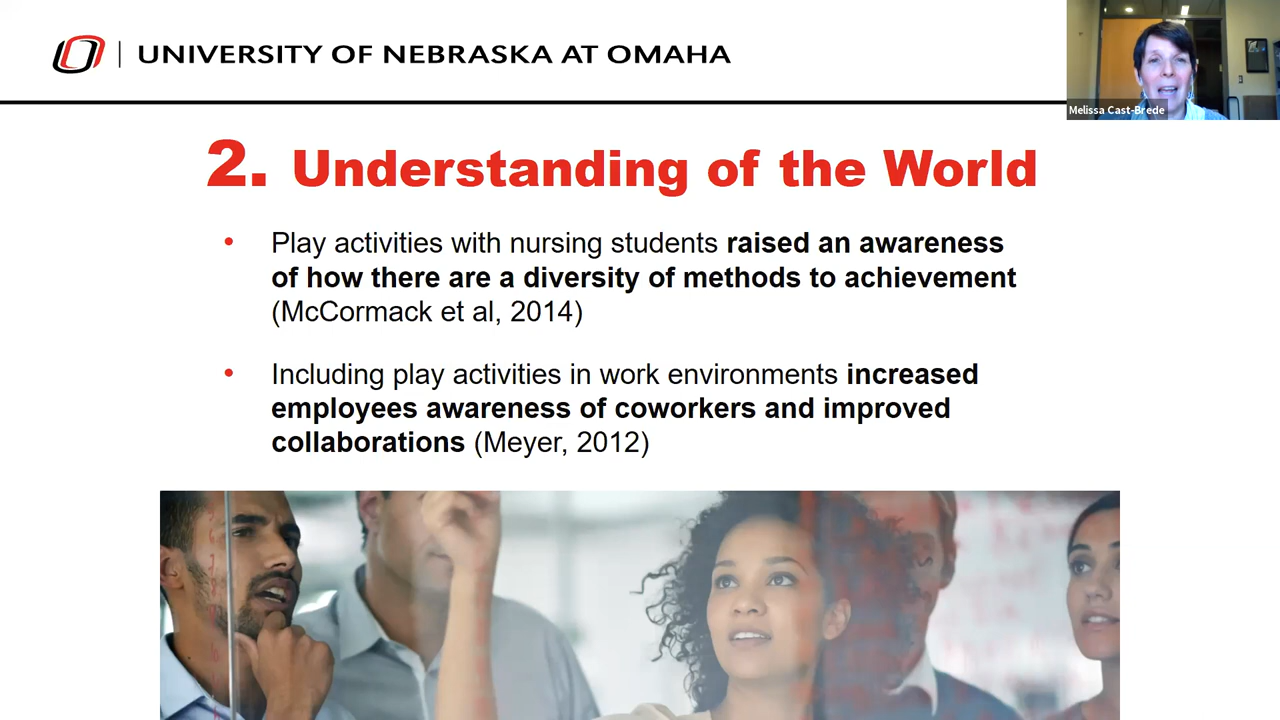 UNIVERSITY OF NEBRASKA AT OMAHA
Melissa Cast-Brede
2. Understanding of the World
• Play activities with nursing students raised an awareness
of how there are a diversity of methods to achievement
(McCormack et al, 2014)
• Including play activities in work environments increased
employees awareness of coworkers and improved
collaborations (Meyer, 2012)